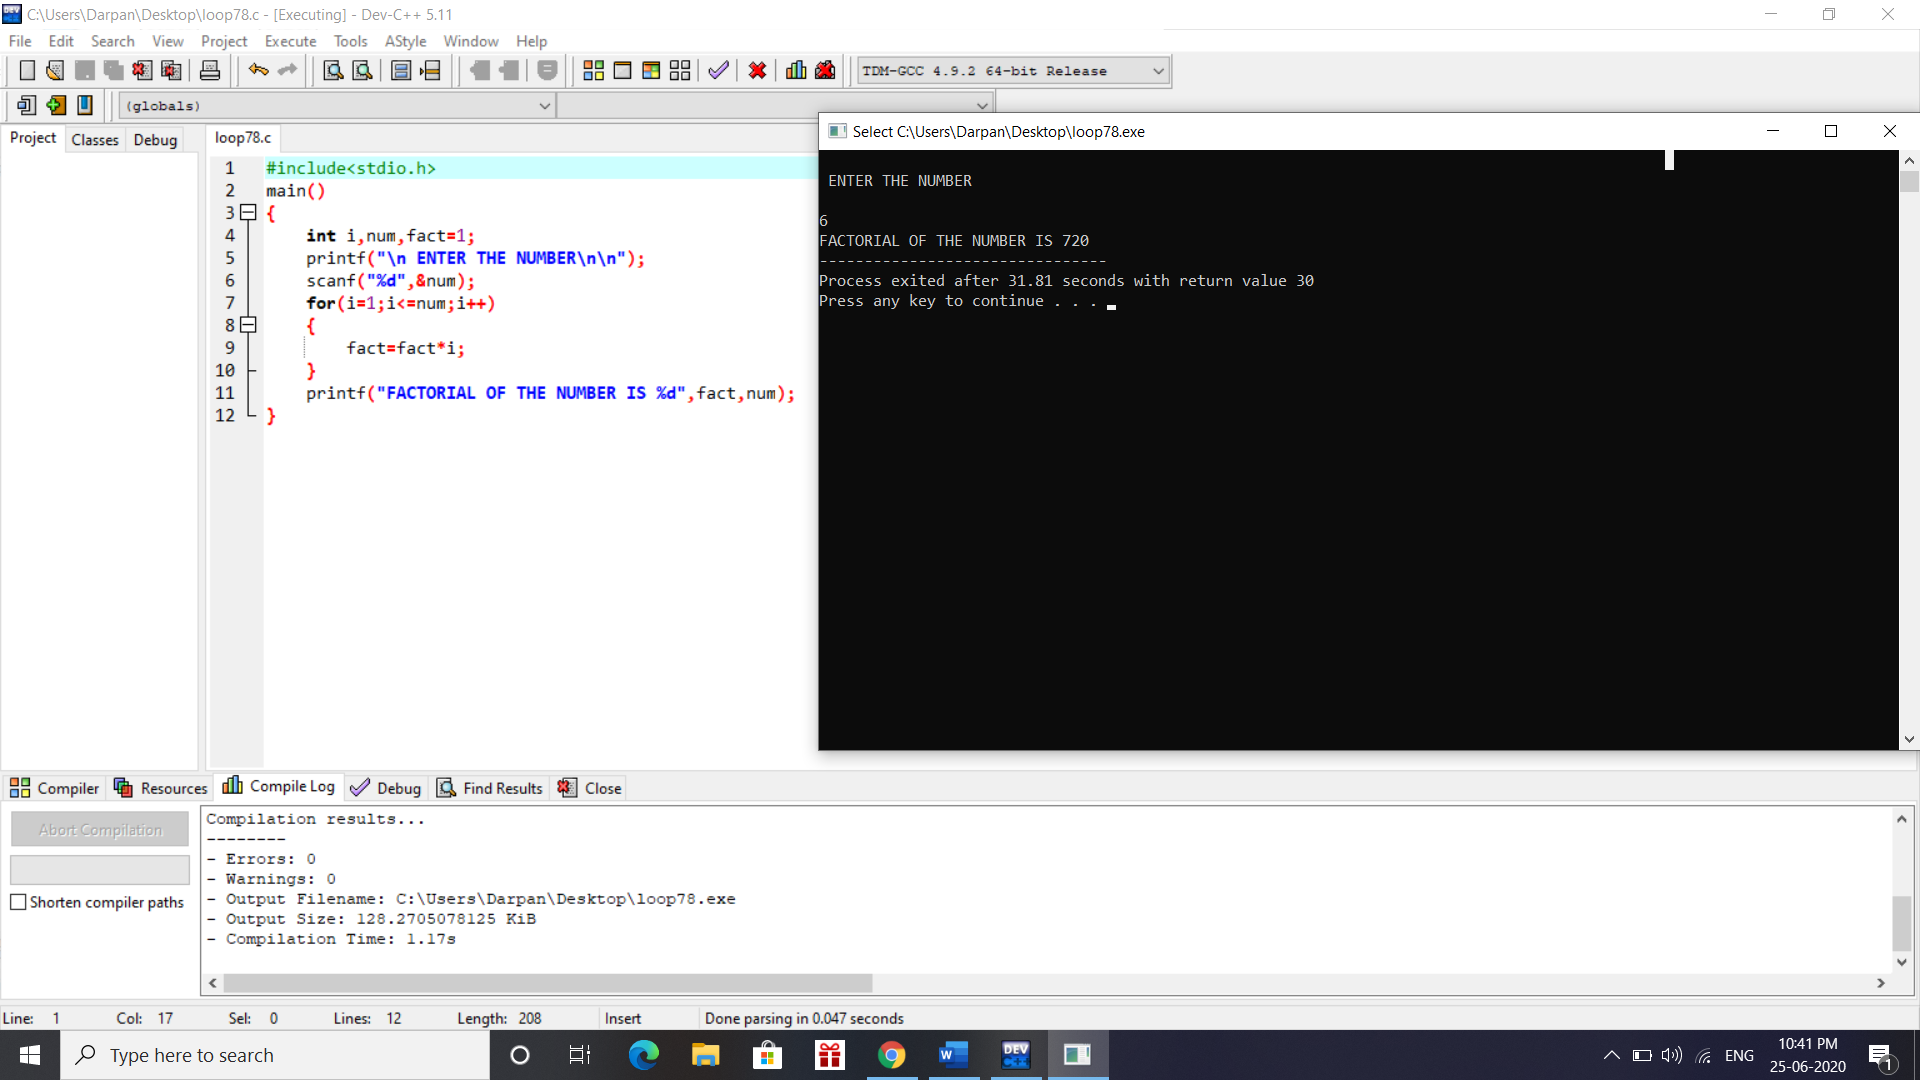 C:\Users\Darpan\Desktop\loop78.c - [Executing] - Dev-C++ 5.11
File Edit Search View Project Execute Tools AStyle Window Help
TDM-GCC 4.9.2 64-bit Release
(globals)
Project Classes Debug
loop78.c
1 #include<stdio.h>
2 main()
3 {
4 int i,num,fact=1;
5 printf("\n ENTER THE NUMBER\n\n");
6 scanf("%d",&num);
7 for(i=1;i<=num;i++)
8 {
9 fact=fact*i;
10 }
11 printf("FACTORIAL OF THE NUMBER IS %d",fact,num);
12 }
Select C:\Users\Darpan\Desktop\loop78.exe
ENTER THE NUMBER
6
FACTORIAL OF THE NUMBER IS 720
--------------------------------
Process exited after 31.81 seconds with return value 30
Press any key to continue . . .
Compiler Resources Compile Log Debug Find Results Close
Abort Compilation
Shorten compiler paths
Compilation results...
--------
- Errors: 0
- Warnings: 0
- Output Filename: C:\Users\Darpan\Desktop\loop78.exe
- Output Size: 128.2705078125 KiB
- Compilation Time: 1.17s
Line: 1 Col: 17 Sel: 0 Lines: 12 Length: 208 Insert Done parsing in 0.047 seconds
Type here to search
DEV C++
W
ENG
10:41 PM
25-06-2020
1